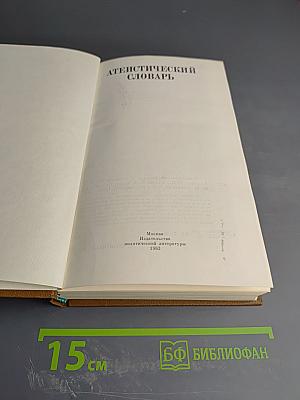 АТЕИСТИЧЕСКИЙ
СЛОВАРЬ
Москва
Издательство
политической литературы
1983
15 см
БФ БИБЛИОФАН